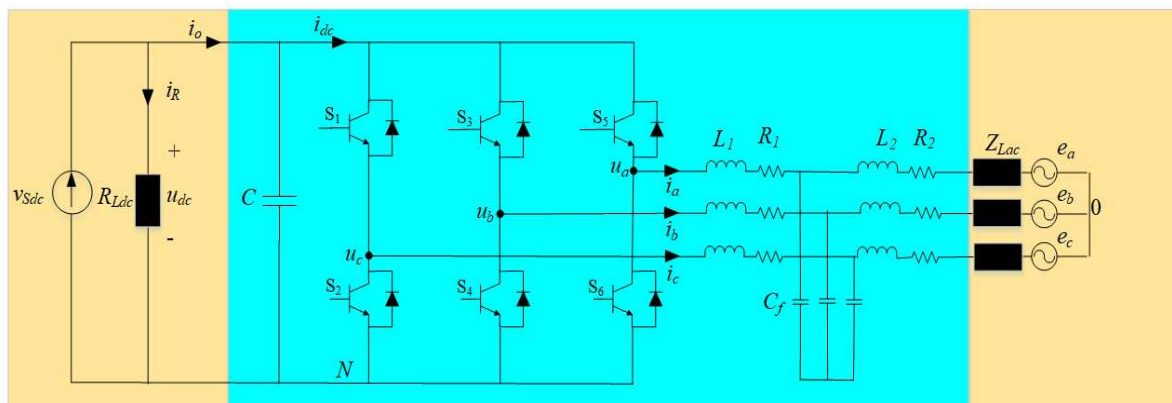 i_o
i_dc
i_R
S_1
S_3
S_5
L_1
R_1
L_2
R_2
Z_Lac
e_a
+
u_a
i_a
v_Sdc
R_Ldc
u_dc
C
u_b
i_b
e_b
0
-
u_c
i_c
e_c
S_2
S_4
S_6
C_f
N